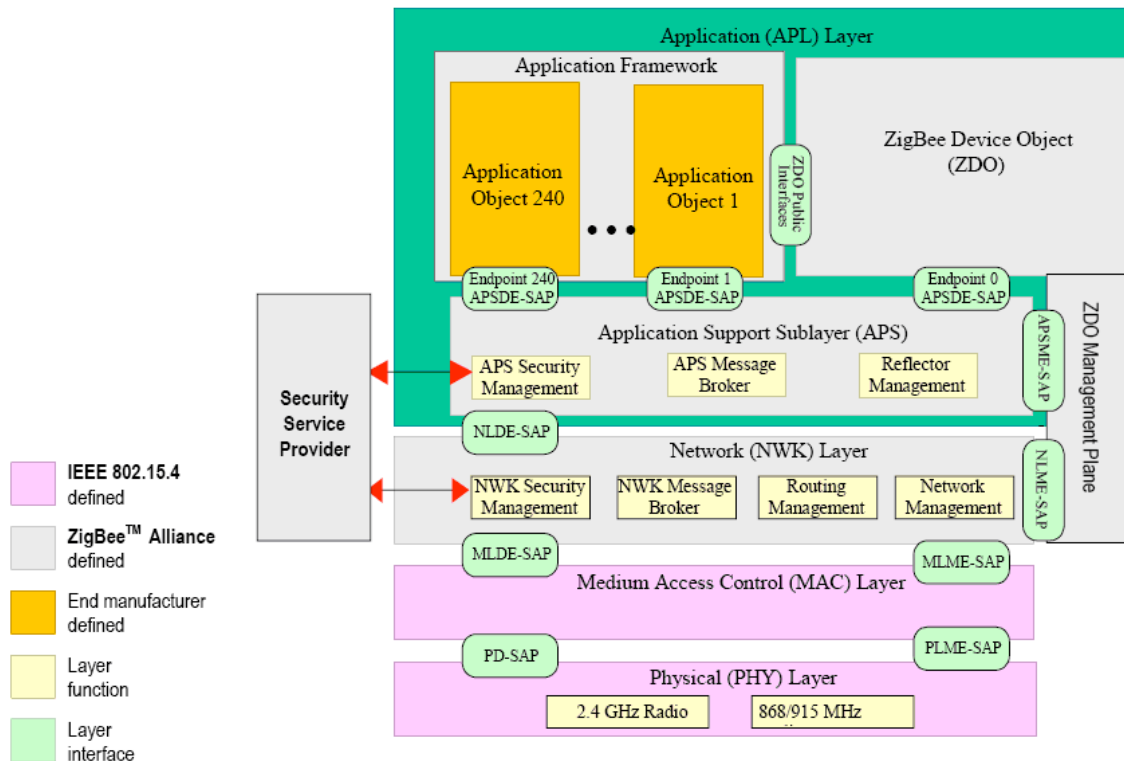 Application (APL) Layer
Application Framework
Application
Object 240
Application
Object 1
ZDO Public
Interfaces
ZigBee Device Object
(ZDO)
Endpoint 240
APSDE-SAP
Endpoint 1
APSDE-SAP
Endpoint 0
APSDE-SAP
Application Support Sublayer (APS)
APS Security
Management
APS Message
Broker
Reflector
Management
APSME-SAP
ZDO Management Plane
Security
Service
Provider
NLDE-SAP
Network (NWK) Layer
NWK Security
Management
NWK Message
Broker
Routing
Management
Network
Management
NLME-SAP
MLDE-SAP
MLME-SAP
Medium Access Control (MAC) Layer
PD-SAP
PLME-SAP
Physical (PHY) Layer
2.4 GHz Radio
868/915 MHz
IEEE 802.15.4
defined
ZigBee™ Alliance
defined
End manufacturer
defined
Layer
function
Layer
interface